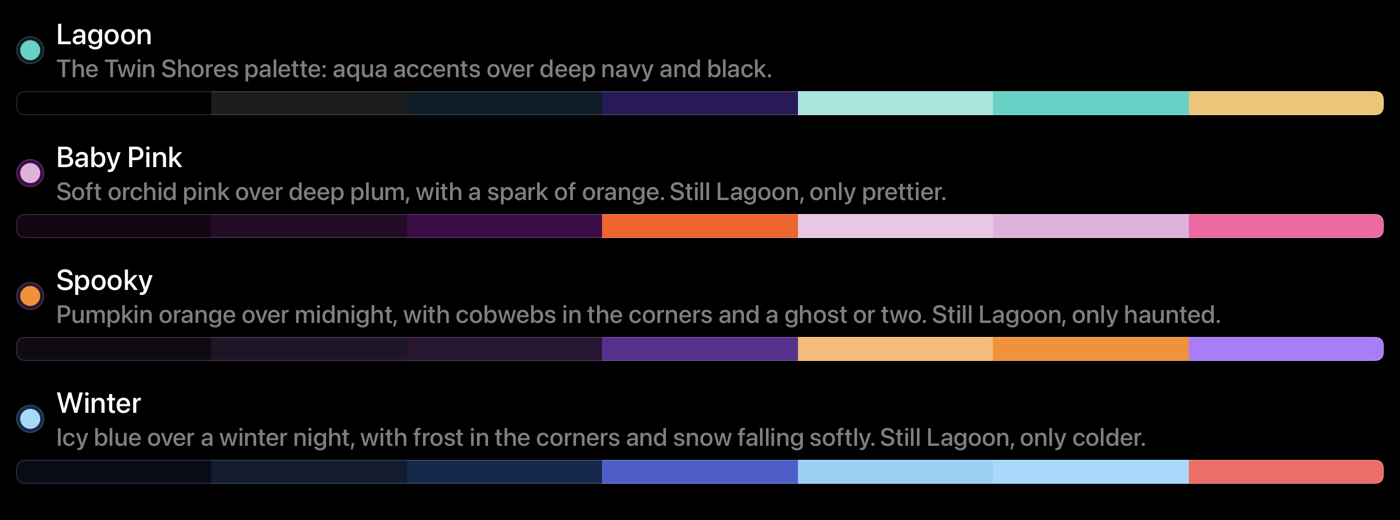 Lagoon
The Twin Shores palette: aqua accents over deep navy and black.
Baby Pink
Soft orchid pink over deep plum, with a spark of orange. Still Lagoon, only prettier.
Spooky
Pumpkin orange over midnight, with cobwebs in the corners and a ghost or two. Still Lagoon, only haunted.
Winter
Icy blue over a winter night, with frost in the corners and snow falling softly. Still Lagoon, only colder.